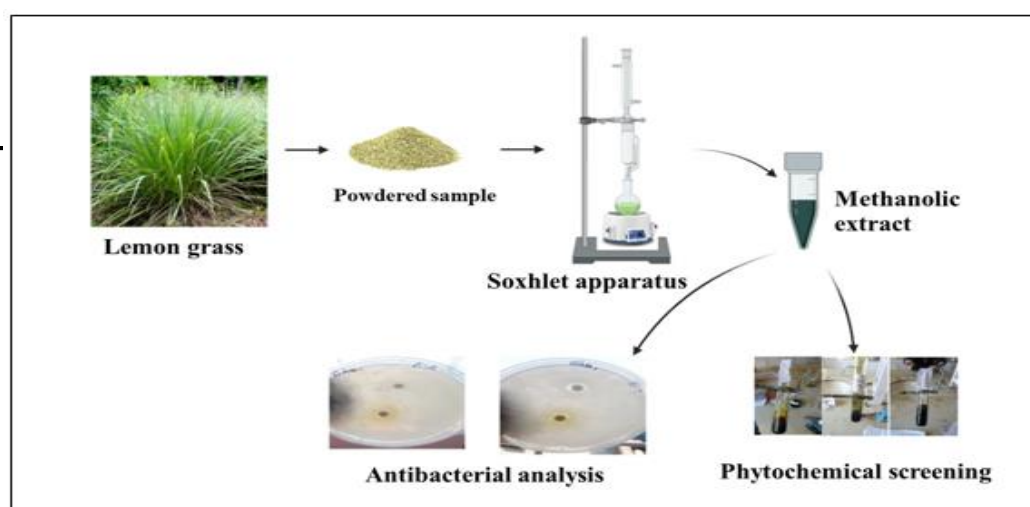 Lemon grass
Powdered sample
Soxhlet apparatus
Methanolic
extract
Antibacterial analysis
Phytochemical screening